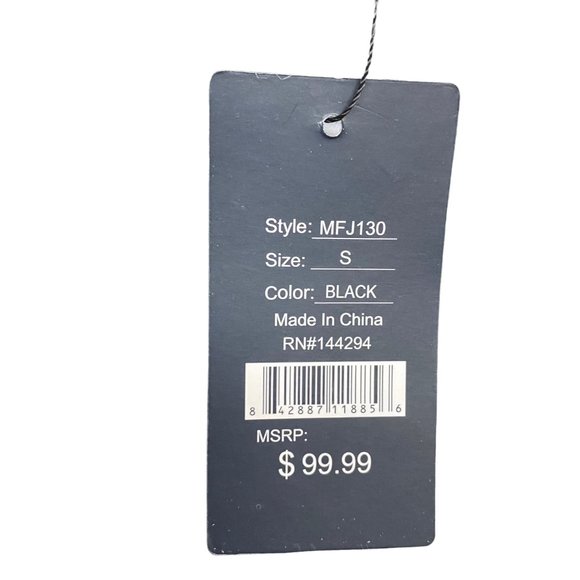 Style: MFJ130
Size: S
Color: BLACK
Made In China
RN#144294
8 42887 11885 6
MSRP:
$ 99.99